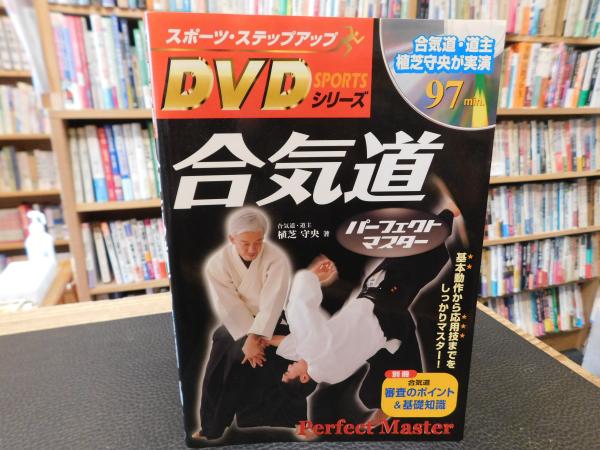 スポーツ・ステップアップ
DVD SPORTS
シリーズ
合気道・道主
植芝守央が実演
97min.
合気道
合気道・道主
植芝 守央 著
パーフェクト
マスター
基本動作から応用技までを
しっかりマスター!
別冊
合気道
審査のポイント
&基礎知識
Perfect Master